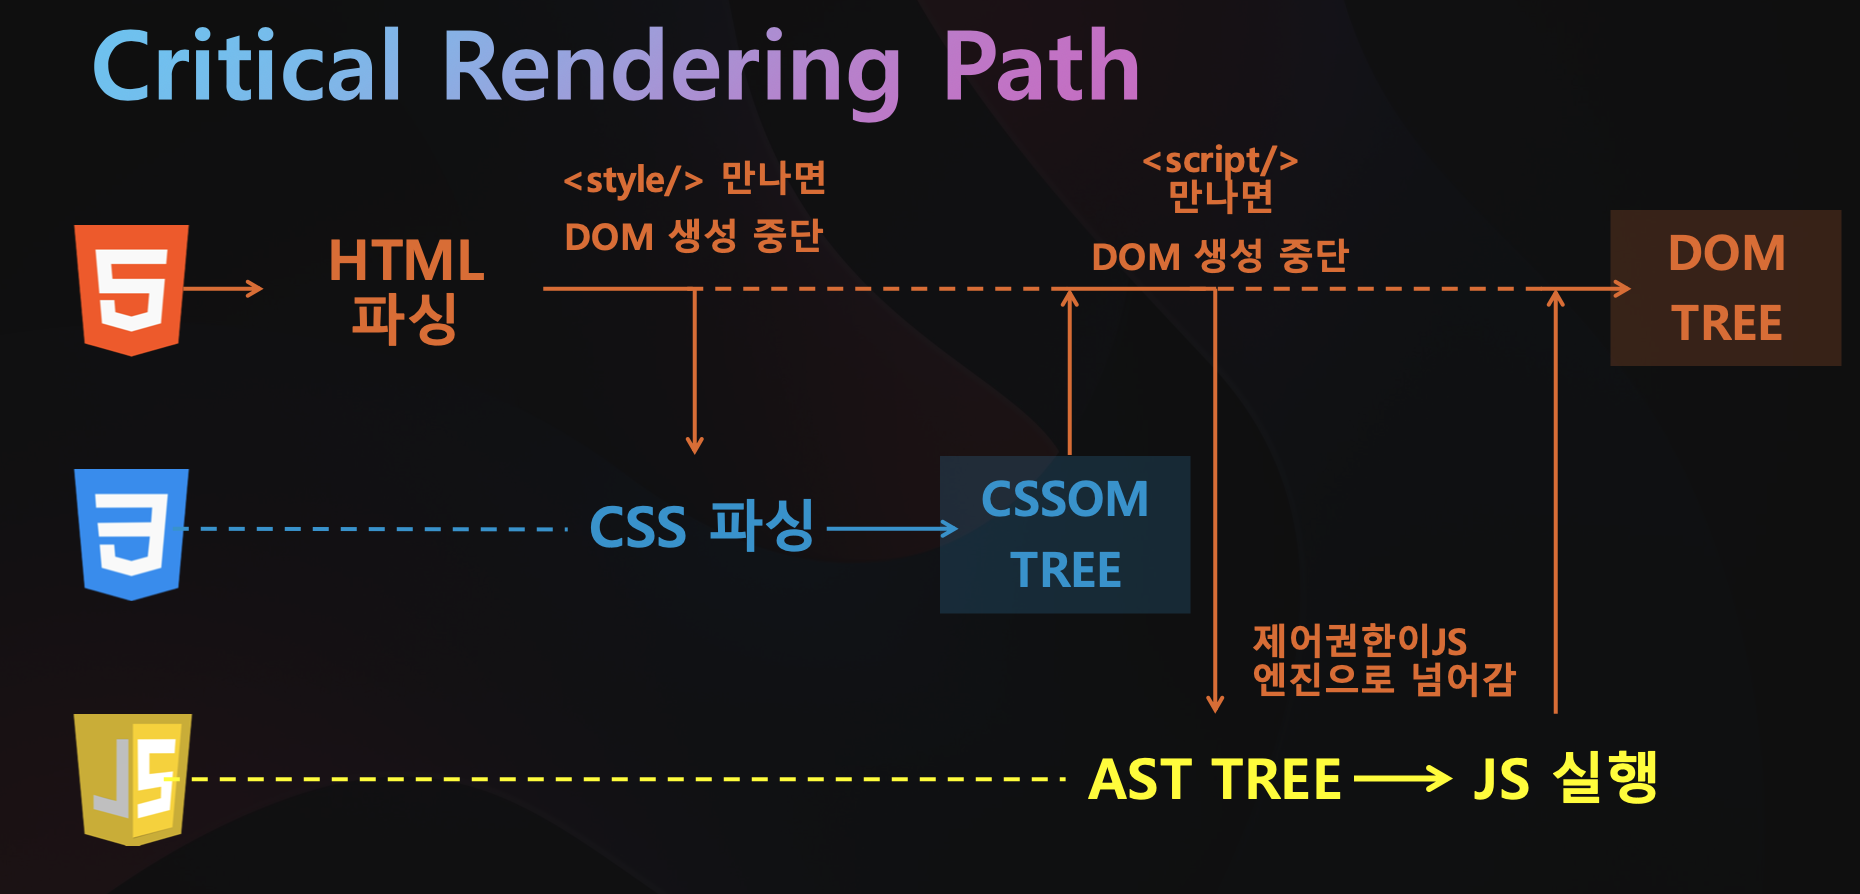 Critical Rendering Path
<style/> 만나면
DOM 생성 중단
<script/>
만나면
DOM 생성 중단
HTML
파싱
DOM
TREE
CSS 파싱
CSSOM
TREE
제어권한이JS
엔진으로 넘어감
JS
AST TREE
JS 실행